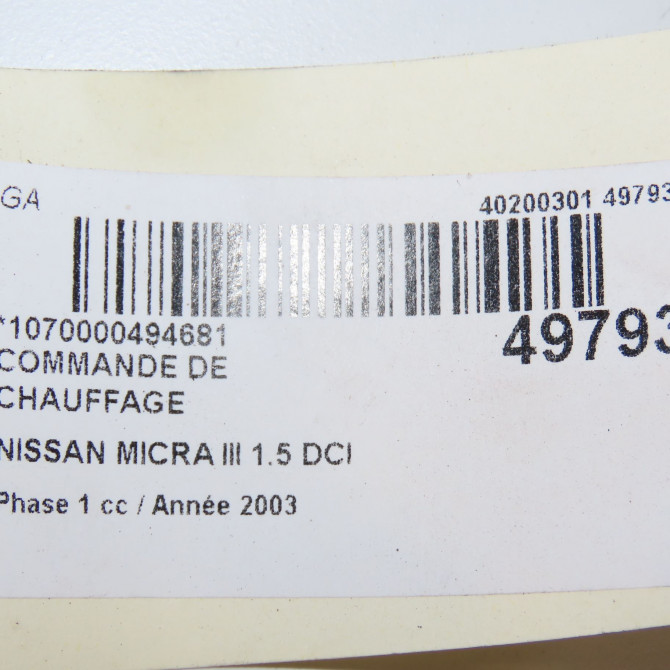 GA
40200301 49793
*1070000494681
49793
COMMANDE DE
CHAUFFAGE
NISSAN MICRA III 1.5 DCI
Phase 1 cc / Année 2003